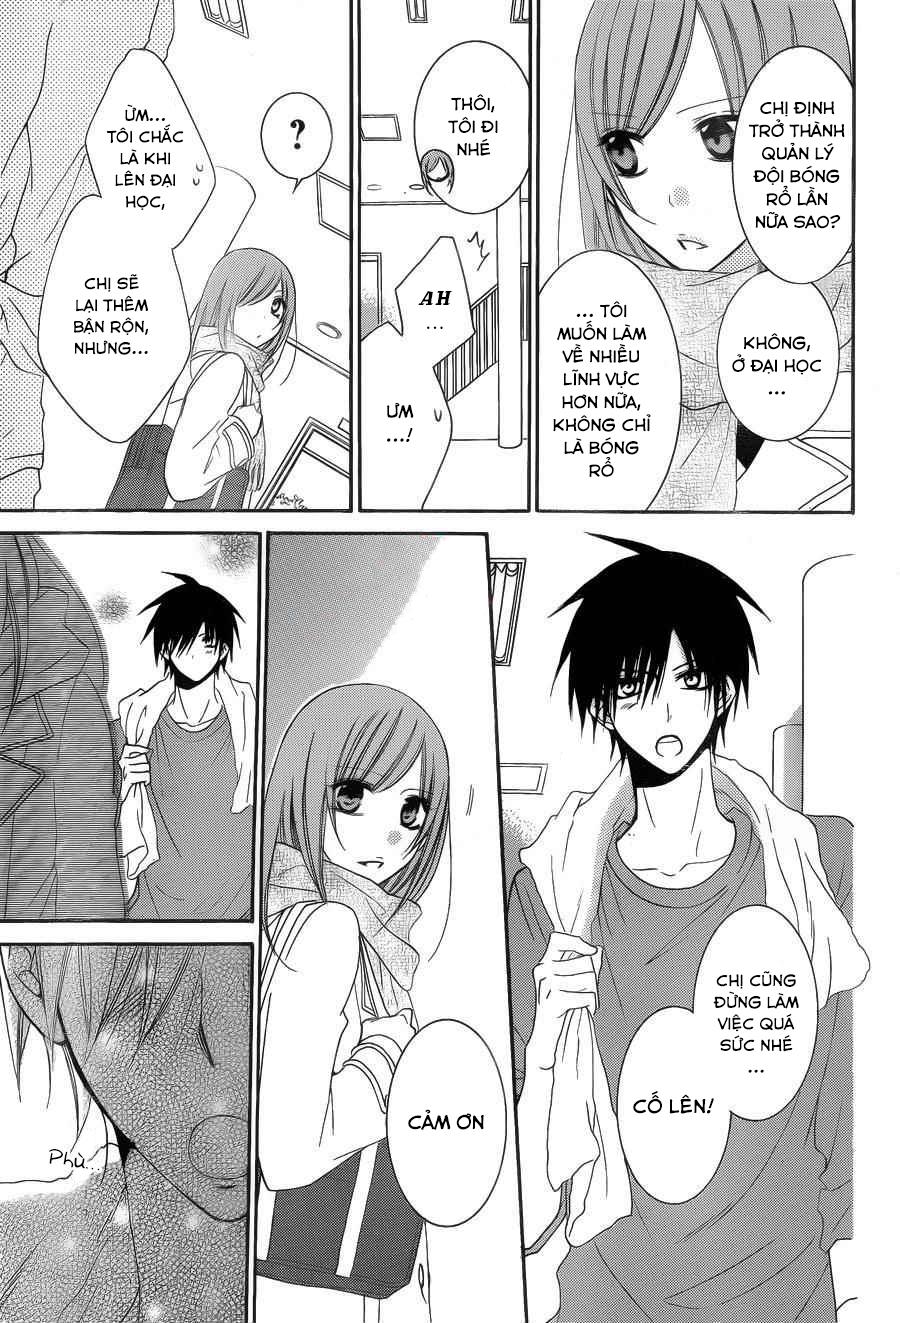 CHỊ ĐỊNH
TRỞ THÀNH
QUẢN LÝ
ĐỘI BÓNG
RỔ LẦN
NỮA SAO?
KHÔNG,
Ở ĐẠI HỌC
...
... TÔI
MUỐN LÀM
VỀ NHIỀU
LĨNH VỰC
HƠN NỮA,
KHÔNG CHỈ
LÀ BÓNG
RỔ
THÔI,
TÔI ĐI
NHÉ
AH
...
ƯM
...!
?
ỪM...
TÔI CHẮC
LÀ KHI
LÊN ĐẠI
HỌC,
CHỊ SẼ
LẠI THÊM
BẬN RỘN,
NHƯNG...
CHỊ CŨNG
ĐỪNG LÀM
VIỆC QUÁ
SỨC NHÉ
...
CỐ LÊN!
CẢM ƠN
Phù...